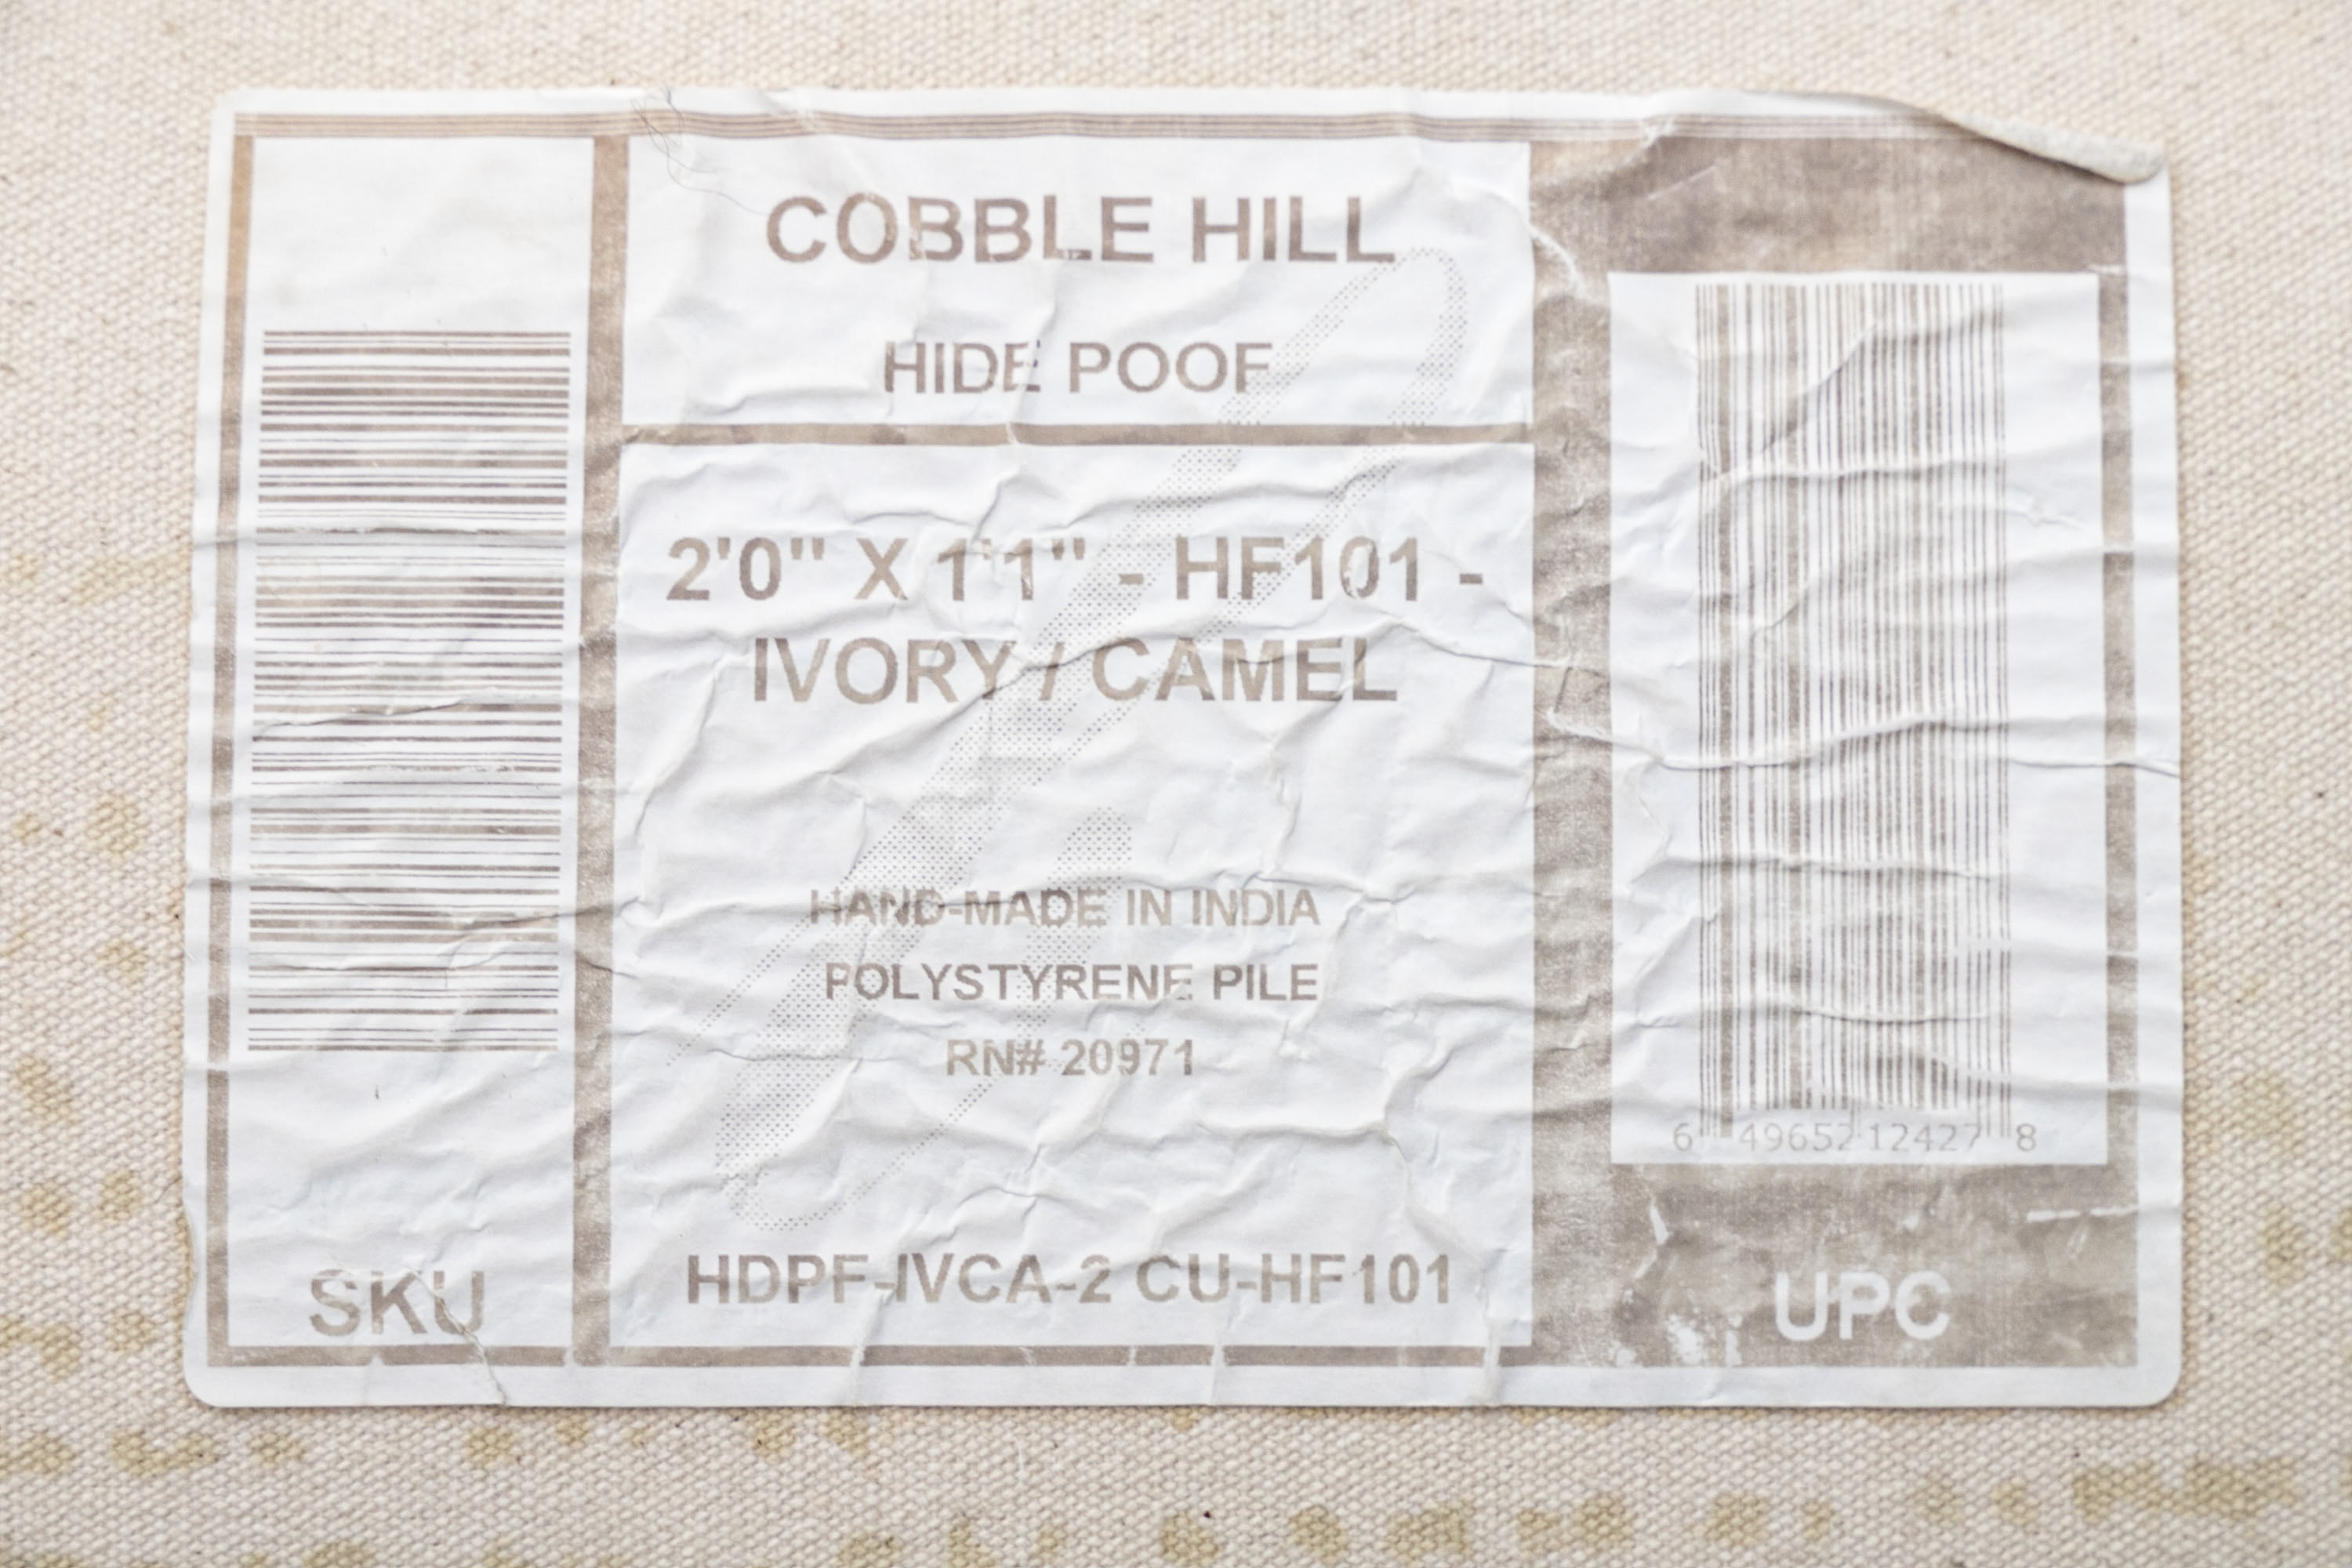 COBBLE HILL
HIDE POOF
2'0" X 1'1" - HF101 -
IVORY / CAMEL
HAND-MADE IN INDIA
POLYSTYRENE PILE
RN# 20971
HDPF-IVCA-2 CU-HF101
SKU
6 49652 12427 8
UPC